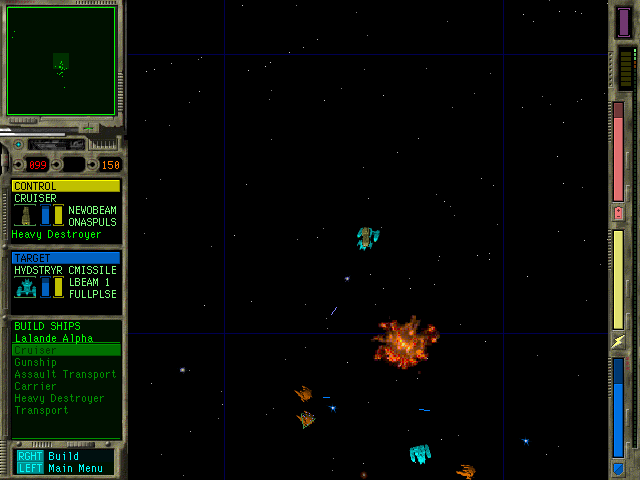 099 150
CONTROL
CRUISER
NEWOBEAM
ONASPULS
Heavy Destroyer
TARGET
HVDSTRYR CMISSILE
LBEAM 1
FULLPLSE
BUILD SHIPS
Lalande Alpha
Cruiser
Gunship
Assault Transport
Carrier
Heavy Destroyer
Transport
RGHT Build
LEFT Main Menu